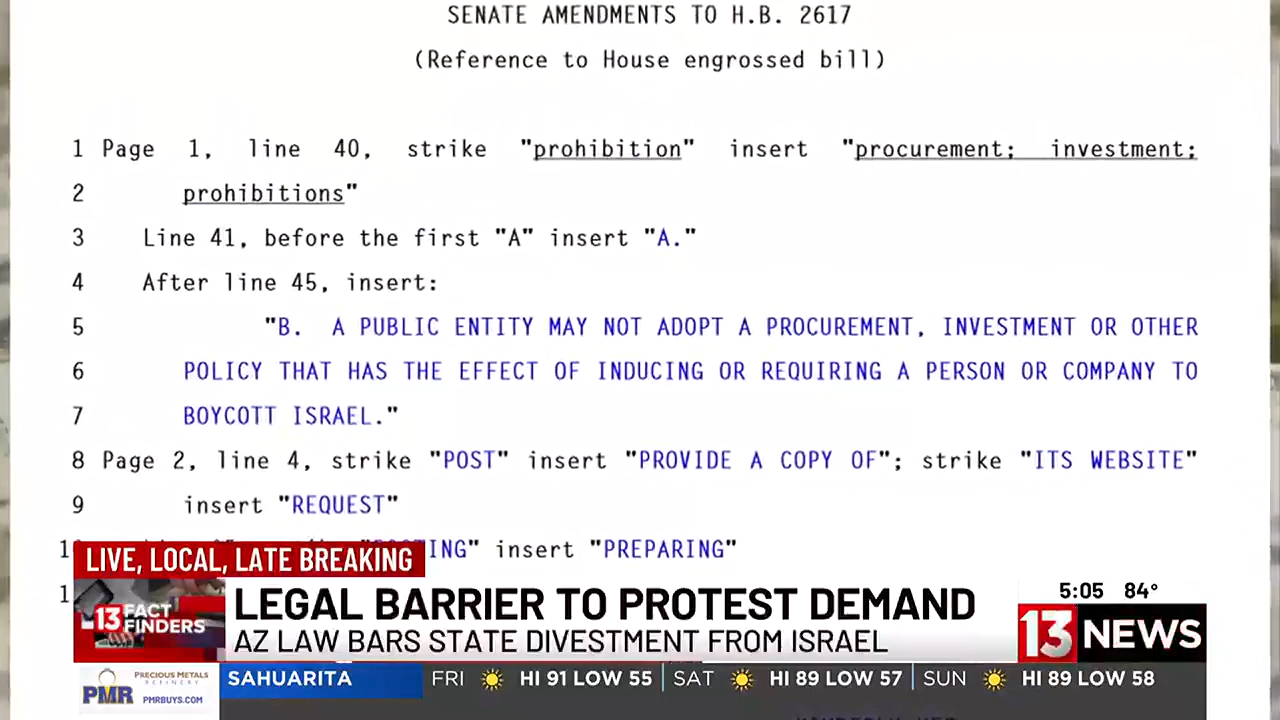 SENATE AMENDMENTS TO H.B. 2617
(Reference to House engrossed bill)
1 Page 1, line 40, strike "prohibition" insert "procurement; investment;
2 prohibitions"
3 Line 41, before the first "A" insert "A."
4 After line 45, insert:
5 "B. A PUBLIC ENTITY MAY NOT ADOPT A PROCUREMENT, INVESTMENT OR OTHER
6 POLICY THAT HAS THE EFFECT OF INDUCING OR REQUIRING A PERSON OR COMPANY TO
7 BOYCOTT ISRAEL."
8 Page 2, line 4, strike "POST" insert "PROVIDE A COPY OF"; strike "ITS WEBSITE"
9 insert "REQUEST"
insert "PREPARING"
LIVE, LOCAL, LATE BREAKING
13 FACT FINDERS
LEGAL BARRIER TO PROTEST DEMAND
AZ LAW BARS STATE DIVESTMENT FROM ISRAEL
5:05 84°
13 NEWS
PMR
PRECIOUS METALS
REFINERY
PMRBUYS.COM
SAHUARITA FRI HI 91 LOW 55 SAT HI 89 LOW 57 SUN HI 89 LOW 58